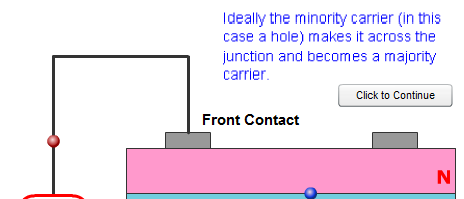 Ideally the minority carrier (in this
case a hole) makes it across the
junction and becomes a majority
carrier.
Click to Continue
Front Contact
N